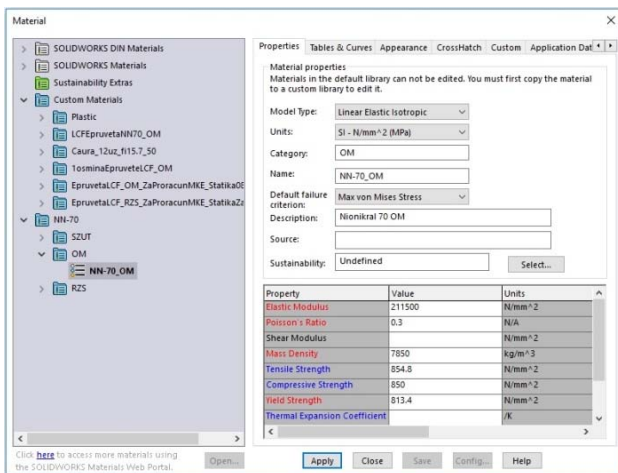 Material
SOLIDWORKS DIN Materials
SOLIDWORKS Materials
Sustainability Extras
Custom Materials
Plastic
LCFEpruvetaNN70_OM
Caura_12uz_fi15.7_50
1osminaEpruveteLCF_OM
EpruvetaLCF_OM_ZaProracunMKE_Statika0E
EpruvetaLCF_RZS_ZaProracunMKE_StatikaZa
NN-70
SZUT
OM
NN-70_OM
RZS
Click here to access more materials using
the SOLIDWORKS Materials Web Portal.
Open...
Properties Tables & Curves Appearance CrossHatch Custom Application Dat
Material properties
Materials in the default library can not be edited. You must first copy the material
to a custom library to edit it.
Model Type: Linear Elastic Isotropic
Units: SI - N/mm^2 (MPa)
Category: OM
Name: NN-70_OM
Default failure
criterion: Max von Mises Stress
Description: Nionikral 70 OM
Source:
Sustainability: Undefined Select...
Property Value Units
Elastic Modulus 211500 N/mm^2
Poisson's Ratio 0.3 N/A
Shear Modulus N/mm^2
Mass Density 7850 kg/m^3
Tensile Strength 854.8 N/mm^2
Compressive Strength 850 N/mm^2
Yield Strength 813.4 N/mm^2
Thermal Expansion Coefficient /K
Apply Close Save Config... Help